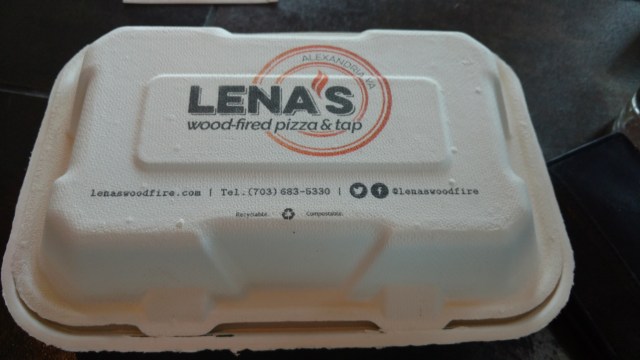 ALEXANDRIA, VA
LENA'S
wood-fired pizza & tap
lenaswoodfire.com | Tel.(703) 683-5330 | @lenaswoodfire
Recyclable. Compostable.